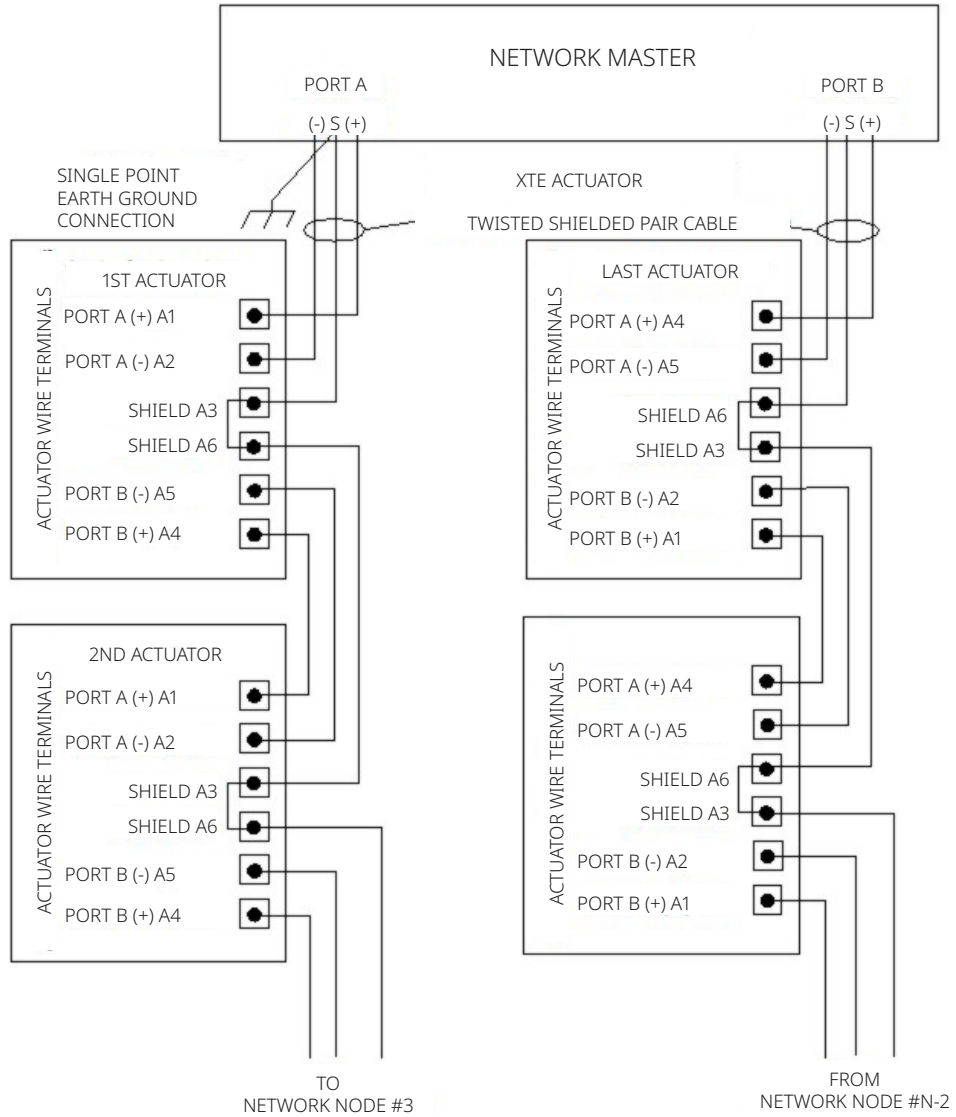 NETWORK MASTER
PORT A
PORT B
(-) S (+)
(-) S (+)
SINGLE POINT
EARTH GROUND
CONNECTION
XTE ACTUATOR
TWISTED SHIELDED PAIR CABLE
ACTUATOR WIRE TERMINALS
1ST ACTUATOR
PORT A (+) A1
PORT A (-) A2
SHIELD A3
SHIELD A6
PORT B (-) A5
PORT B (+) A4
ACTUATOR WIRE TERMINALS
LAST ACTUATOR
PORT A (+) A4
PORT A (-) A5
SHIELD A6
SHIELD A3
PORT B (-) A2
PORT B (+) A1
ACTUATOR WIRE TERMINALS
2ND ACTUATOR
PORT A (+) A1
PORT A (-) A2
SHIELD A3
SHIELD A6
PORT B (-) A5
PORT B (+) A4
ACTUATOR WIRE TERMINALS
PORT A (+) A4
PORT A (-) A5
SHIELD A6
SHIELD A3
PORT B (-) A2
PORT B (+) A1
TO
NETWORK NODE #3
FROM
NETWORK NODE #N-2